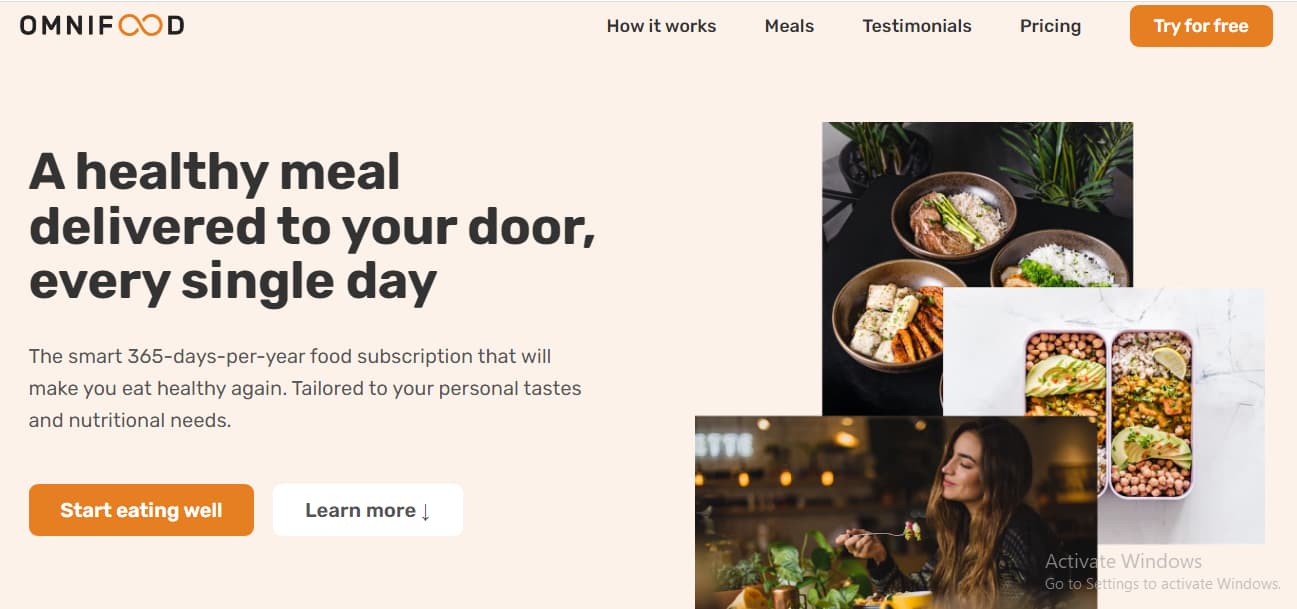 OMNIFOOD
How it works Meals Testimonials Pricing Try for free
A healthy meal
delivered to your door,
every single day
The smart 365-days-per-year food subscription that will
make you eat healthy again. Tailored to your personal tastes
and nutritional needs.
Start eating well Learn more ↓
Activate Windows
Go to Settings to activate Windows.